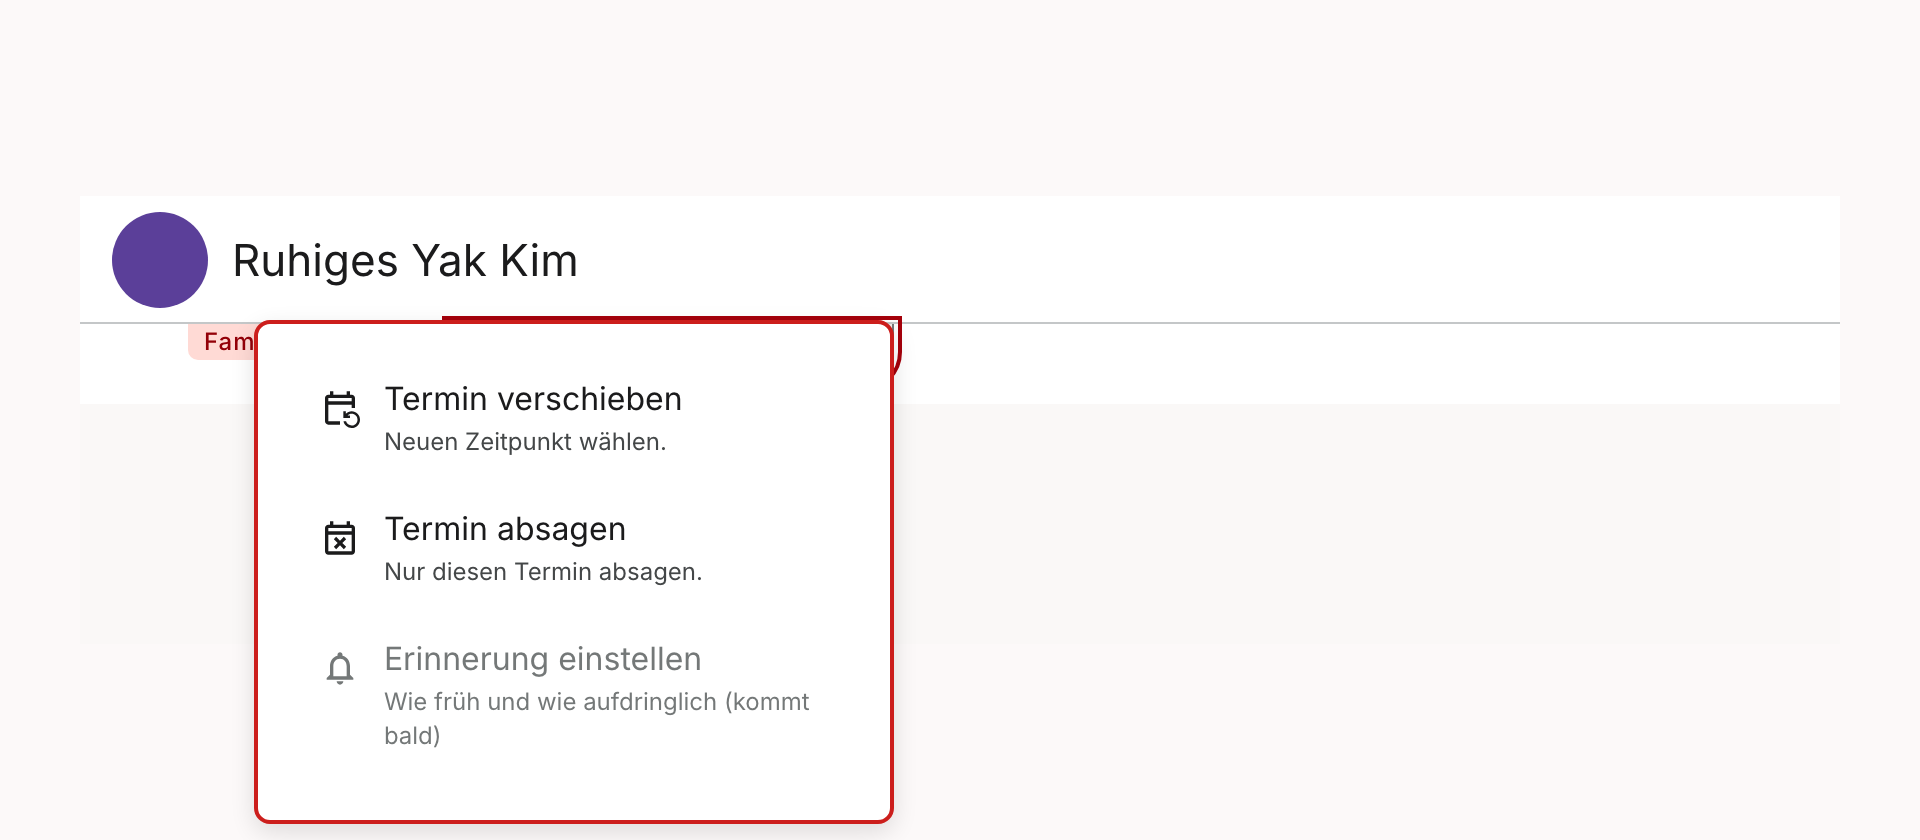 Ruhiges Yak Kim
Fam
Termin verschieben
Neuen Zeitpunkt wählen.
Termin absagen
Nur diesen Termin absagen.
Erinnerung einstellen
Wie früh und wie aufdringlich (kommt
bald)